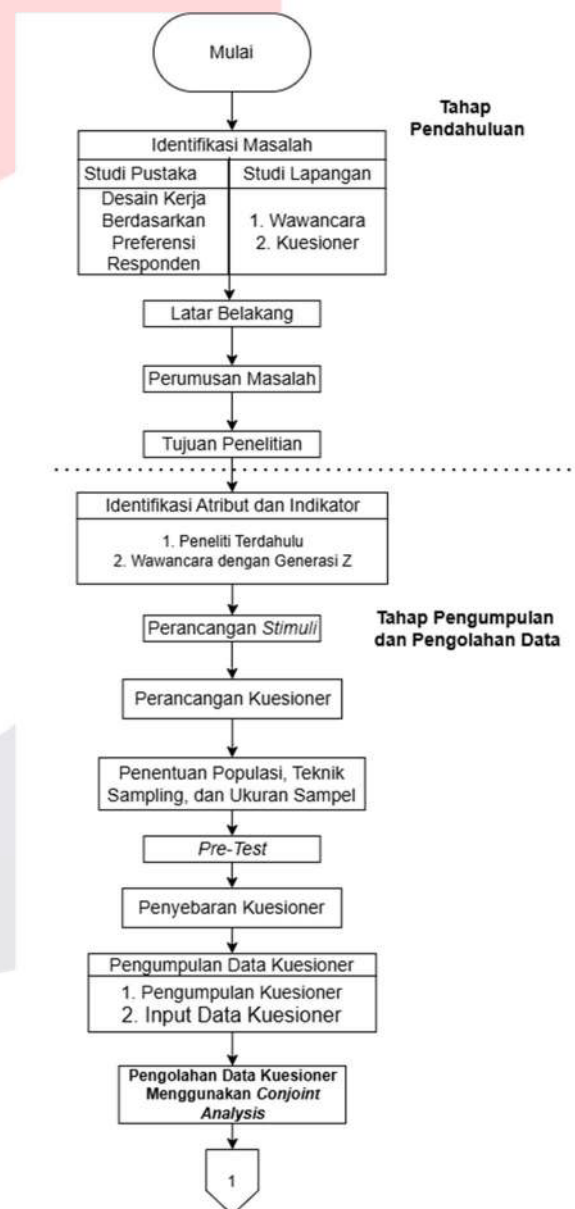 Mulai
Tahap
Pendahuluan
Identifikasi Masalah
Studi Pustaka
Studi Lapangan
Desain Kerja
Berdasarkan
Preferensi
Responden
1. Wawancara
2. Kuesioner
Latar Belakang
Perumusan Masalah
Tujuan Penelitian
Identifikasi Atribut dan Indikator
1. Peneliti Terdahulu
2. Wawancara dengan Generasi Z
Perancangan Stimuli
Tahap Pengumpulan
dan Pengolahan Data
Perancangan Kuesioner
Penentuan Populasi, Teknik
Sampling, dan Ukuran Sampel
Pre-Test
Penyebaran Kuesioner
Pengumpulan Data Kuesioner
1. Pengumpulan Kuesioner
2. Input Data Kuesioner
Pengolahan Data Kuesioner
Menggunakan Conjoint
Analysis
1